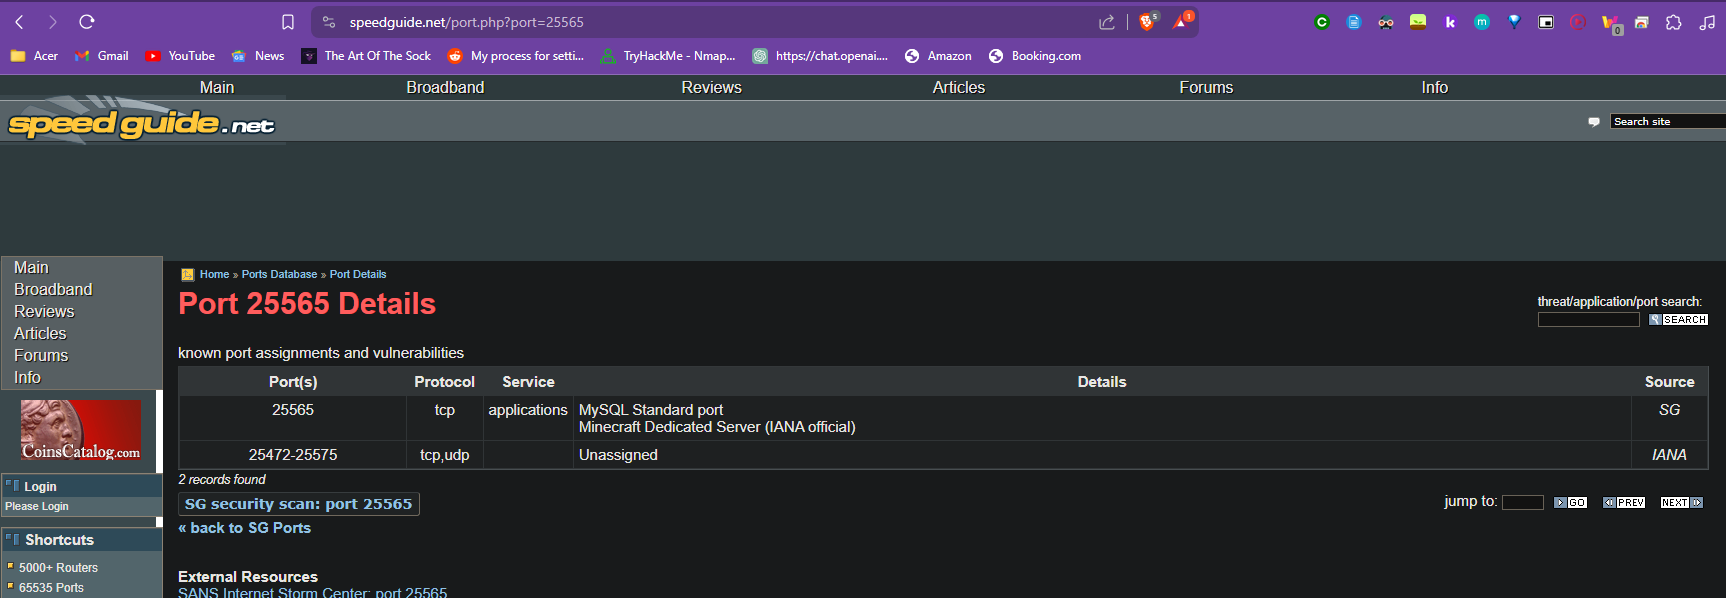 speedguide.net/port.php?port=25565
5
1
0
Acer Gmail YouTube News The Art Of The Sock My process for setti... TryHackMe - Nmap... https://chat.openai.... Amazon Booking.com
Main Broadband Reviews Articles Forums Info
speedguide.net
Search site
Main
Broadband
Reviews
Articles
Forums
Info
CoinsCatalog.com
Login
Please Login
Shortcuts
5000+ Routers
65535 Ports
Home » Ports Database » Port Details
Port 25565 Details
threat/application/port search:
SEARCH
known port assignments and vulnerabilities
Port(s) Protocol Service Details Source
25565 tcp applications MySQL Standard port SG
Minecraft Dedicated Server (IANA official)
25472-25575 tcp,udp Unassigned IANA
2 records found
SG security scan: port 25565
jump to: GO PREV NEXT
« back to SG Ports
External Resources
SANS Internet Storm Center: port 25565